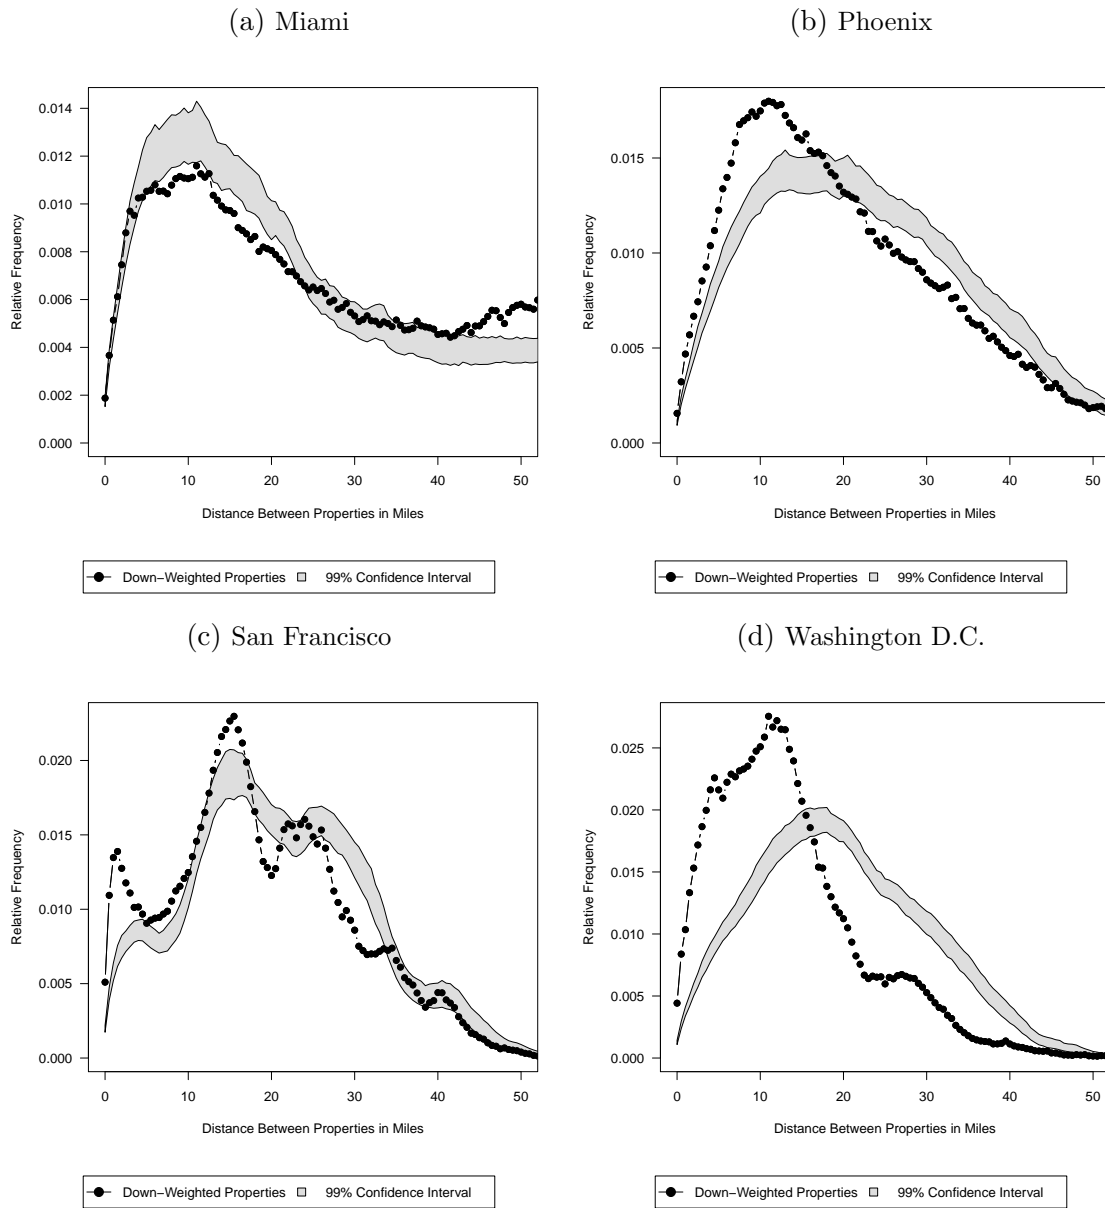 (a) Miami
Relative Frequency
0.014
0.012
0.010
0.008
0.006
0.004
0.002
0.000
0 10 20 30 40 50
Distance Between Properties in Miles
Down−Weighted Properties 99% Confidence Interval
(b) Phoenix
Relative Frequency
0.015
0.010
0.005
0.000
0 10 20 30 40 50
Distance Between Properties in Miles
Down−Weighted Properties 99% Confidence Interval
(c) San Francisco
Relative Frequency
0.020
0.015
0.010
0.005
0.000
0 10 20 30 40 50
Distance Between Properties in Miles
Down−Weighted Properties 99% Confidence Interval
(d) Washington D.C.
Relative Frequency
0.025
0.020
0.015
0.010
0.005
0.000
0 10 20 30 40 50
Distance Between Properties in Miles
Down−Weighted Properties 99% Confidence Interval